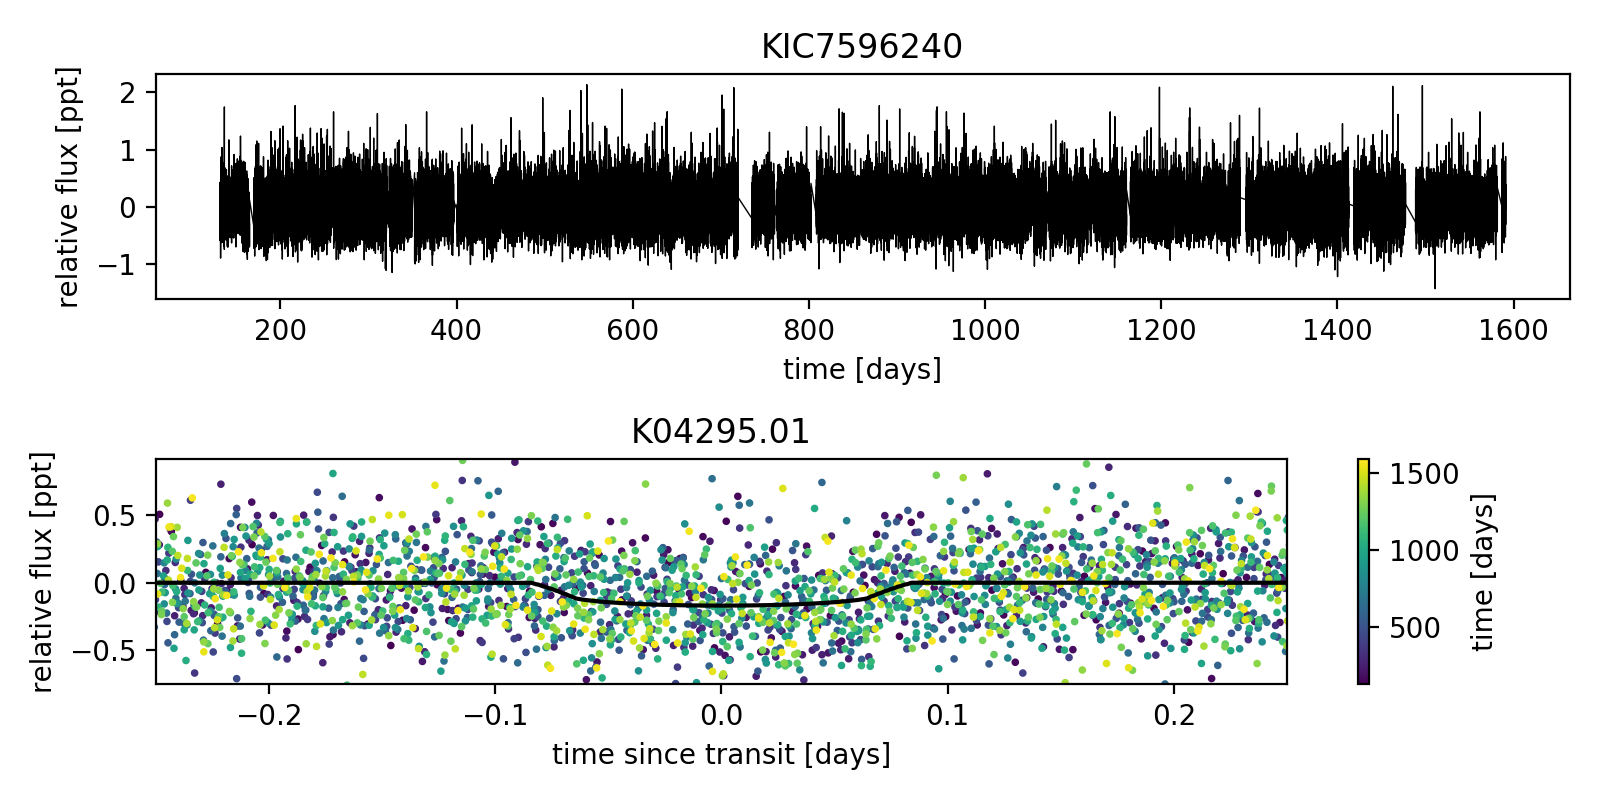 KIC7596240
relative flux [ppt]
2
1
0
−1
200 400 600 800 1000 1200 1400 1600
time [days]
K04295.01
relative flux [ppt]
0.5
0.0
−0.5
−0.2 −0.1 0.0 0.1 0.2
time since transit [days]
1500
1000
500
time [days]